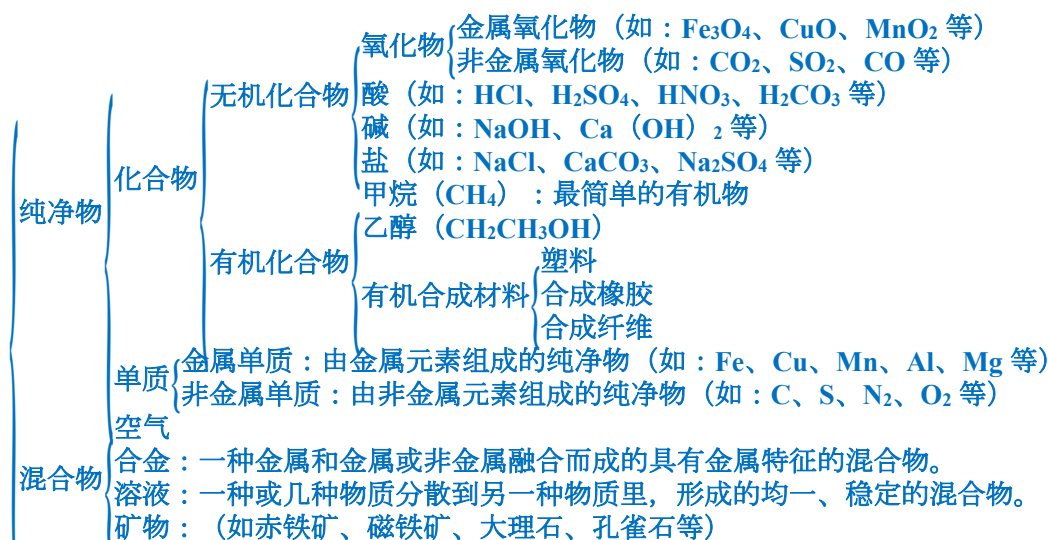 金属氧化物（如：Fe₃O₄、CuO、MnO₂ 等）
氧化物
非金属氧化物（如：CO₂、SO₂、CO 等）
无机化合物
酸（如：HCl、H₂SO₄、HNO₃、H₂CO₃ 等）
碱（如：NaOH、Ca（OH）₂ 等）
盐（如：NaCl、CaCO₃、Na₂SO₄ 等）
化合物
甲烷（CH₄）：最简单的有机物
纯净物
乙醇（CH₂CH₃OH）
有机化合物
塑料
有机合成材料
合成橡胶
合成纤维
金属单质：由金属元素组成的纯净物（如：Fe、Cu、Mn、Al、Mg 等）
单质
非金属单质：由非金属元素组成的纯净物（如：C、S、N₂、O₂ 等）
空气
合金：一种金属和金属或非金属融合而成的具有金属特征的混合物。
混合物
溶液：一种或几种物质分散到另一种物质里，形成的均一、稳定的混合物。
矿物：（如赤铁矿、磁铁矿、大理石、孔雀石等）